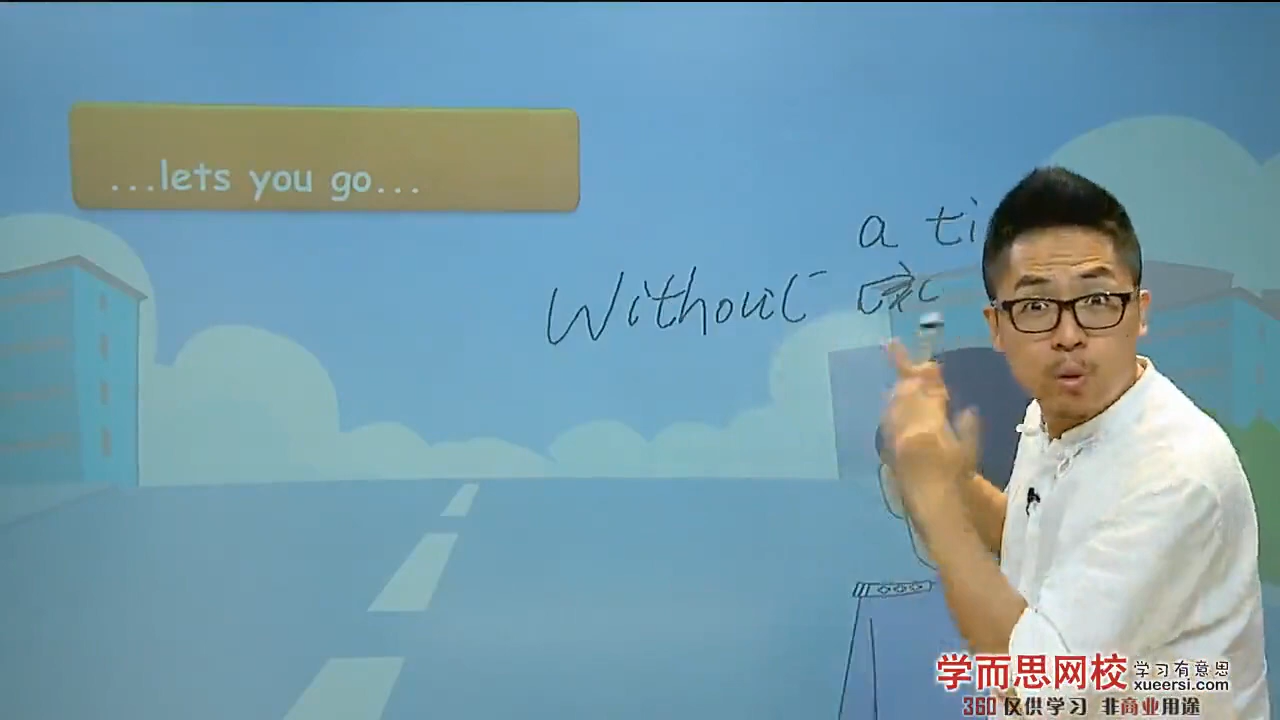 ...lets you go...
a ti
Without
学而思网校 学习有意思
xueersi.com
360 仅供学习 非商业用途